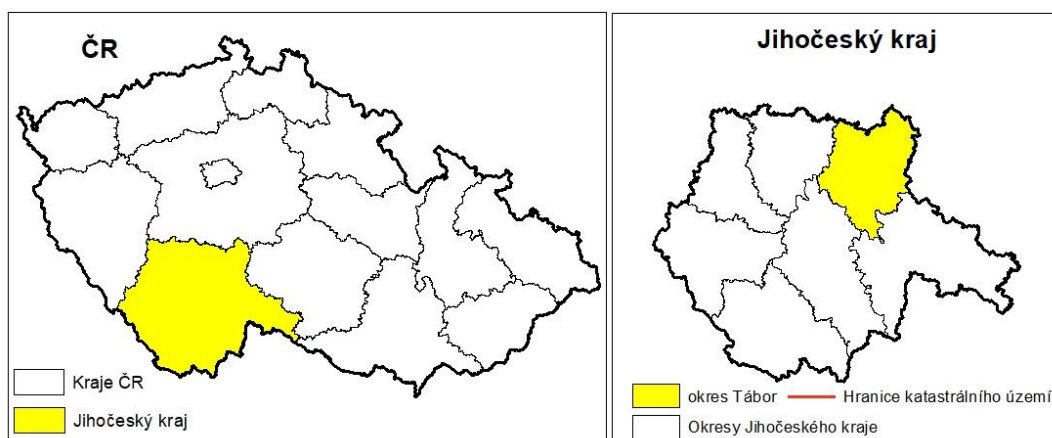 ČR
Kraje ČR
Jihočeský kraj
Jihočeský kraj
okres Tábor
Hranice katastrálního území
Okresy Jihočeského kraje